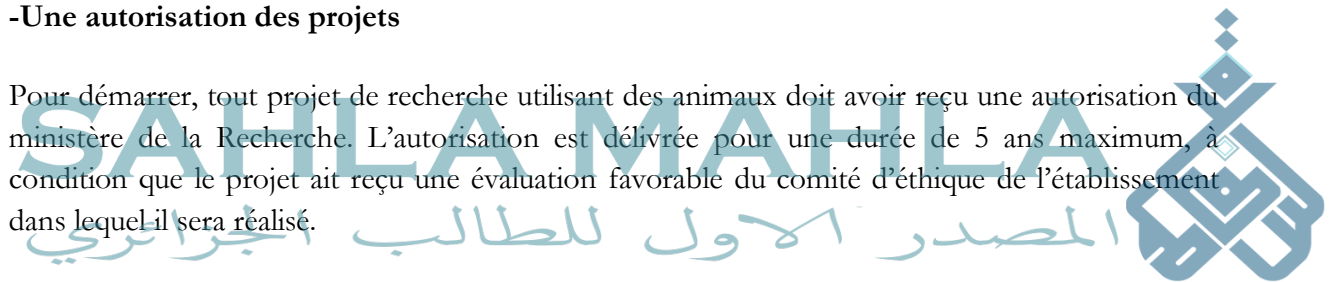 -Une autorisation des projets
Pour démarrer, tout projet de recherche utilisant des animaux doit avoir reçu une autorisation du
SAHLA MAHLA
ministère de la Recherche. L'autorisation est délivrée pour une durée de 5 ans maximum, à
condition que le projet ait reçu une évaluation favorable du comité d'éthique de l'établissement
dans lequel il sera réalisé.
المصدر الاول للطالب الجزائري